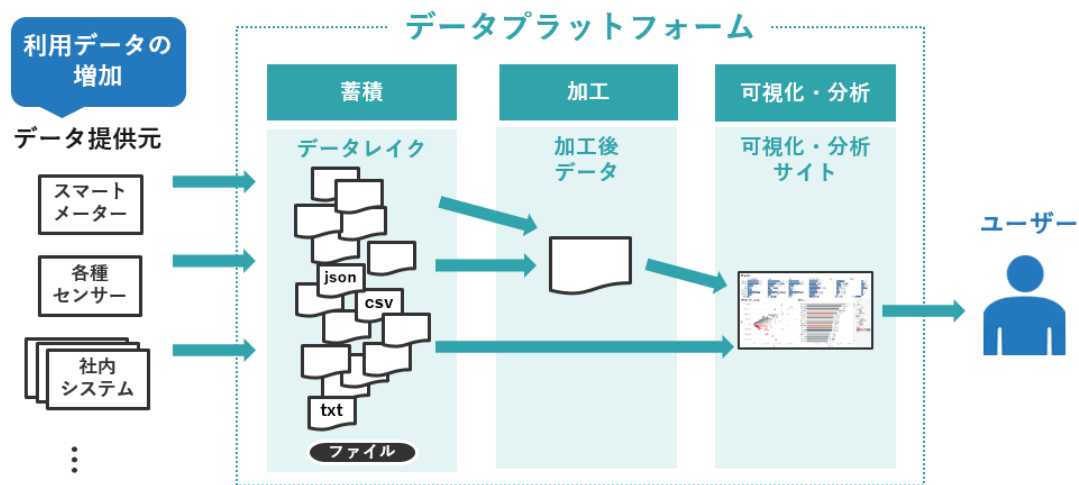 データプラットフォーム
利用データの
増加
データ提供元
スマート
メーター
各種
センサー
社内
システム
⋮
蓄積
データレイク
json
csv
txt
ファイル
加工
加工後
データ
可視化・分析
可視化・分析
サイト
ユーザー